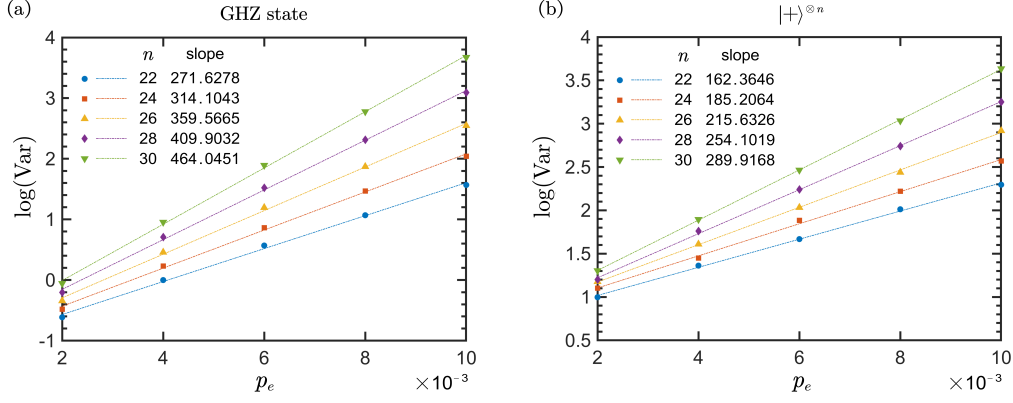 (a)
GHZ state
n slope
22 271.6278
24 314.1043
26 359.5665
28 409.9032
30 464.0451
log(Var)
4
3
2
1
0
-1
2 4 6 8 10
pₑ
×10⁻³
(b)
|+⟩^⊗n
n slope
22 162.3646
24 185.2064
26 215.6326
28 254.1019
30 289.9168
log(Var)
4
3.5
3
2.5
2
1.5
1
0.5
2 4 6 8 10
pₑ
×10⁻³